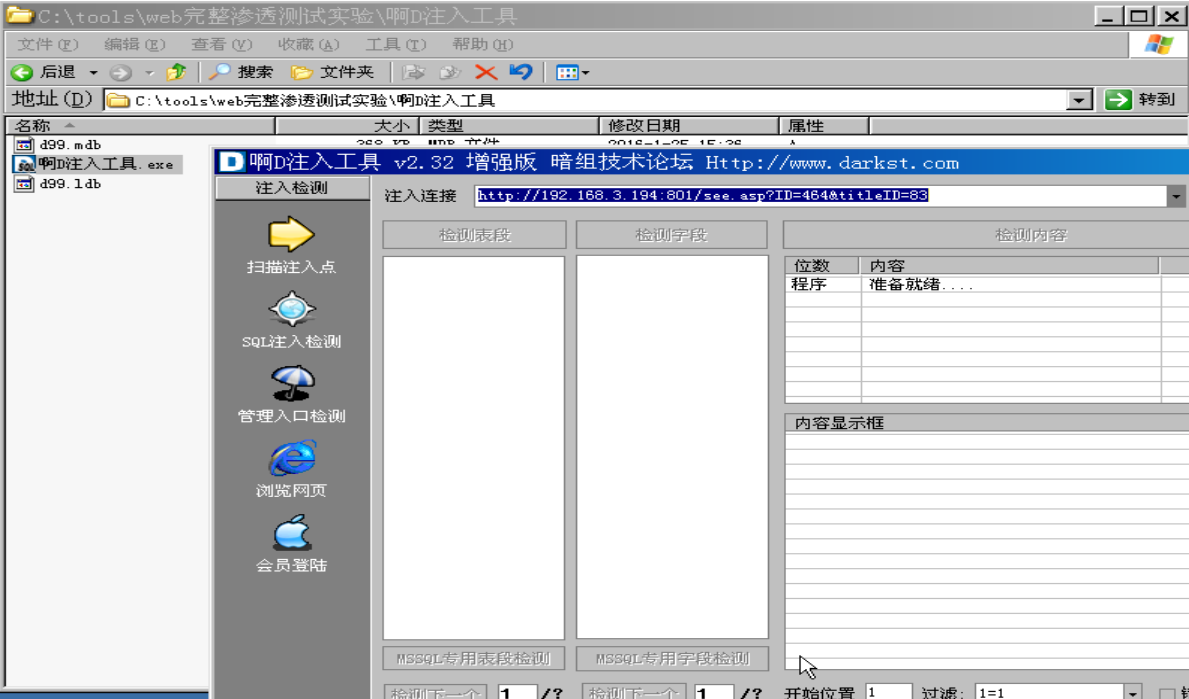 C:\tools\web完整渗透测试实验\啊D注入工具
文件(F) 编辑(E) 查看(V) 收藏(A) 工具(T) 帮助(H)
后退 搜索 文件夹
地址(D) C:\tools\web完整渗透测试实验\啊D注入工具 转到
名称 大小 类型 修改日期 属性
d99.mdb 268 KB MDB 文件 2016-1-25 15:26 A
啊D注入工具.exe
d99.ldb
啊D注入工具 v2.32 增强版 暗组技术论坛 Http://www.darkst.com
注入检测
注入连接 http://192.168.3.194:801/see.asp?ID=464&titleID=83
检测表段 检测字段 检测内容
扫描注入点
位数 内容
程序 准备就绪....
SQL注入检测
管理入口检测
内容显示框
浏览网页
会员登陆
MSSQL专用表段检测 MSSQL专用字段检测
检测下一个 1 /? 检测下一个 1 /? 开始位置 1 过滤: 1=1